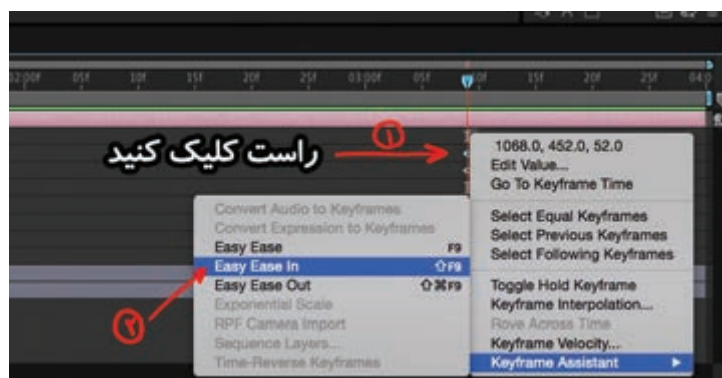 02:00f 05f 10f 15f 20f 25f 03:00f 05f 10f 15f 20f 25f 04:0
راست کلیک کنید
۱
1068.0, 452.0, 52.0
Edit Value...
Go To Keyframe Time
Select Equal Keyframes
Select Previous Keyframes
Select Following Keyframes
Toggle Hold Keyframe
Keyframe Interpolation...
Rove Across Time
Keyframe Velocity...
Keyframe Assistant
Convert Audio to Keyframes
Convert Expression to Keyframes
Easy Ease F9
Easy Ease In ⇧F9
Easy Ease Out ⇧⌘F9
Exponential Scale
RPF Camera Import
Sequence Layers...
Time-Reverse Keyframes
۲